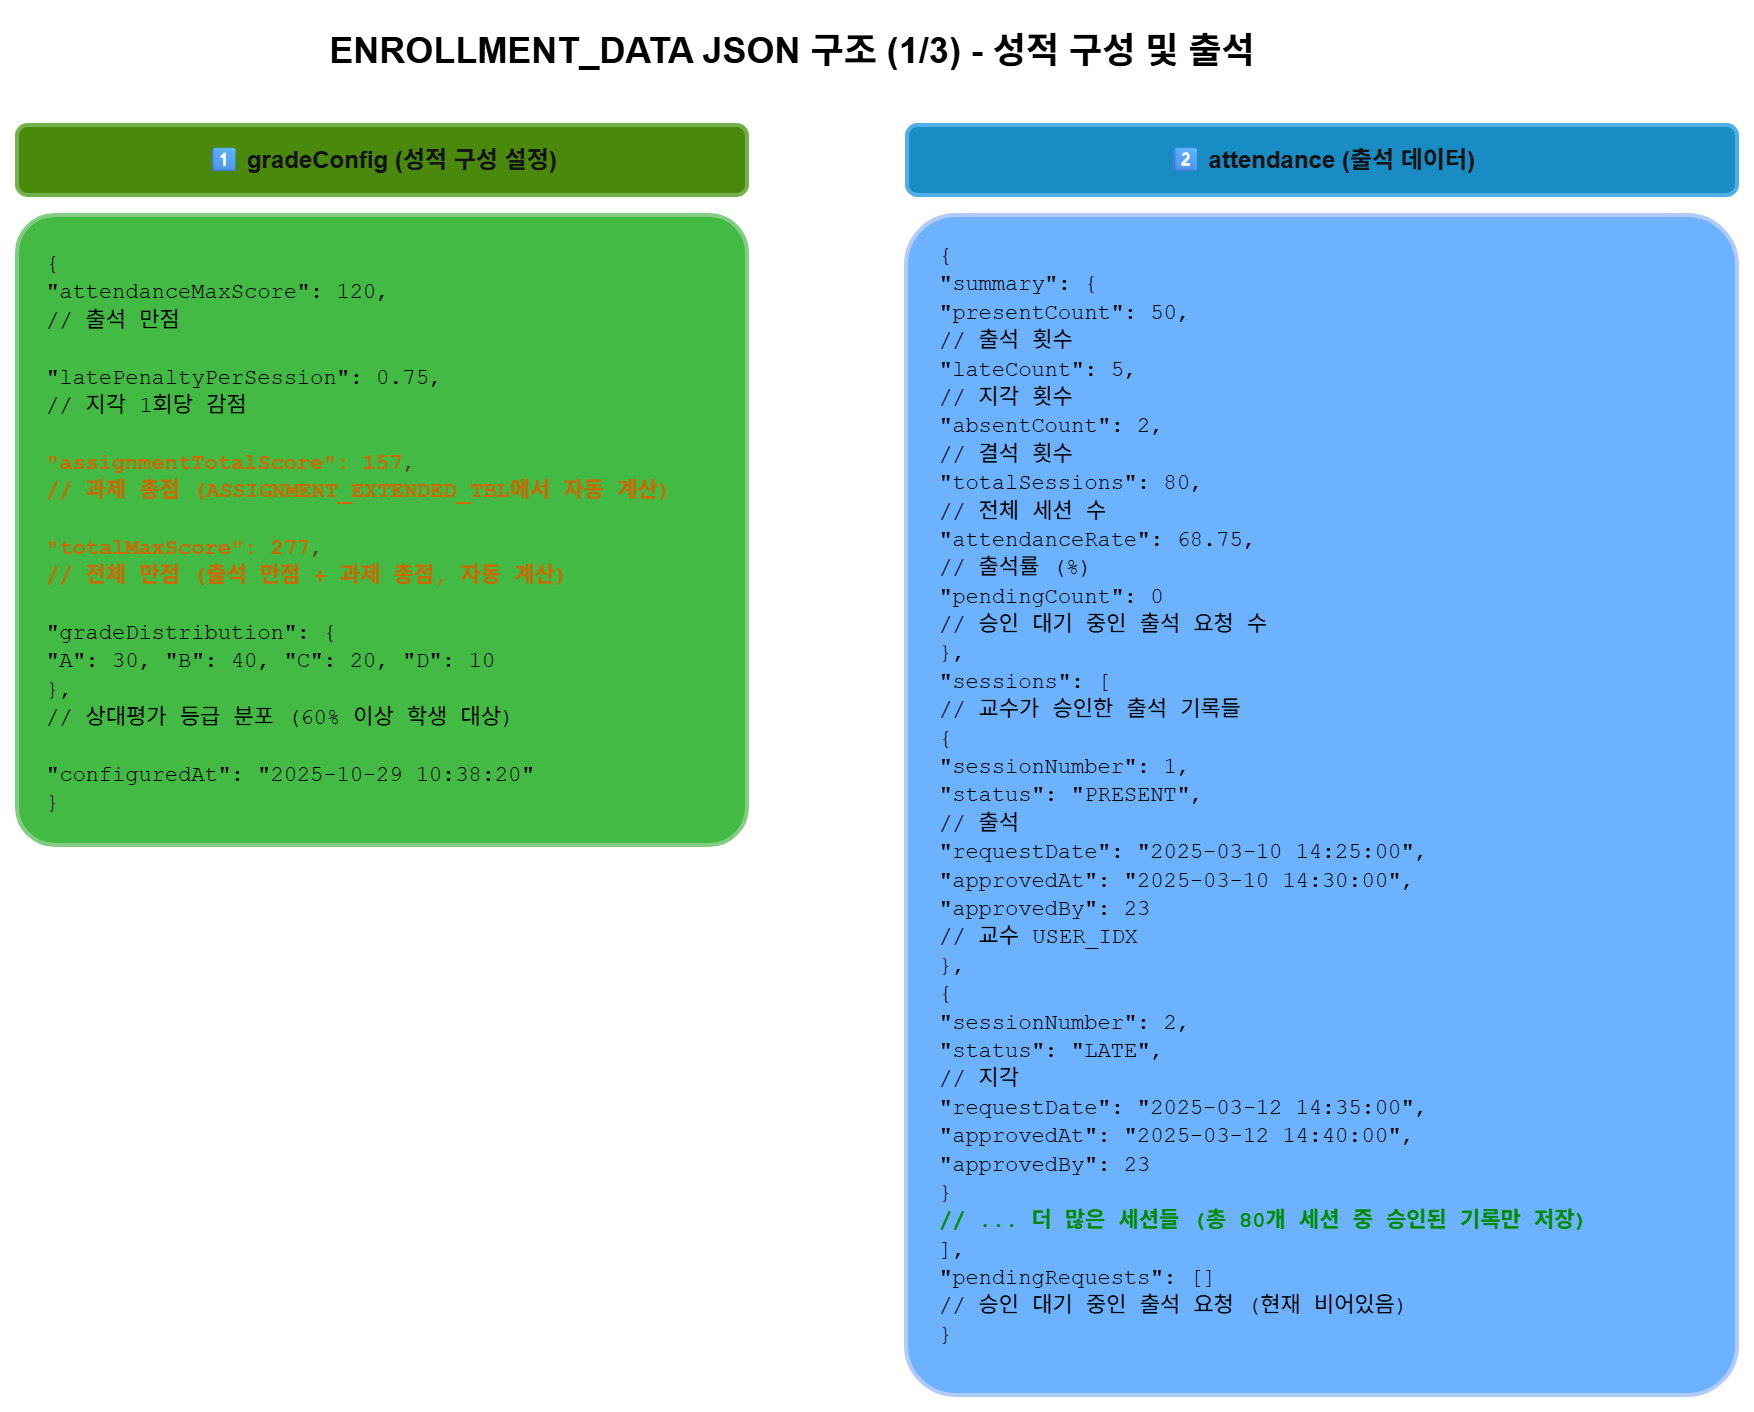 ENROLLMENT_DATA JSON 구조 (1/3) - 성적 구성 및 출석
1️⃣ gradeConfig (성적 구성 설정)
{
"attendanceMaxScore": 120,
// 출석 만점
"latePenaltyPerSession": 0.75,
// 지각 1회당 감점
"assignmentTotalScore": 157,
// 과제 총점 (ASSIGNMENT_EXTENDED_TBL에서 자동 계산)
"totalMaxScore": 277,
// 전체 만점 (출석 만점 + 과제 총점, 자동 계산)
"gradeDistribution": {
"A": 30, "B": 40, "C": 20, "D": 10
},
// 상대평가 등급 분포 (60% 이상 학생 대상)
"configuredAt": "2025-10-29 10:38:20"
}
2️⃣ attendance (출석 데이터)
{
"summary": {
"presentCount": 50,
// 출석 횟수
"lateCount": 5,
// 지각 횟수
"absentCount": 2,
// 결석 횟수
"totalSessions": 80,
// 전체 세션 수
"attendanceRate": 68.75,
// 출석률 (%)
"pendingCount": 0
// 승인 대기 중인 출석 요청 수
},
"sessions": [
// 교수가 승인한 출석 기록들
{
"sessionNumber": 1,
"status": "PRESENT",
// 출석
"requestDate": "2025-03-10 14:25:00",
"approvedAt": "2025-03-10 14:30:00",
"approvedBy": 23
// 교수 USER_IDX
},
{
"sessionNumber": 2,
"status": "LATE",
// 지각
"requestDate": "2025-03-12 14:35:00",
"approvedAt": "2025-03-12 14:40:00",
"approvedBy": 23
}
// ... 더 많은 세션들 (총 80개 세션 중 승인된 기록만 저장)
],
"pendingRequests": []
// 승인 대기 중인 출석 요청 (현재 비어있음)
}